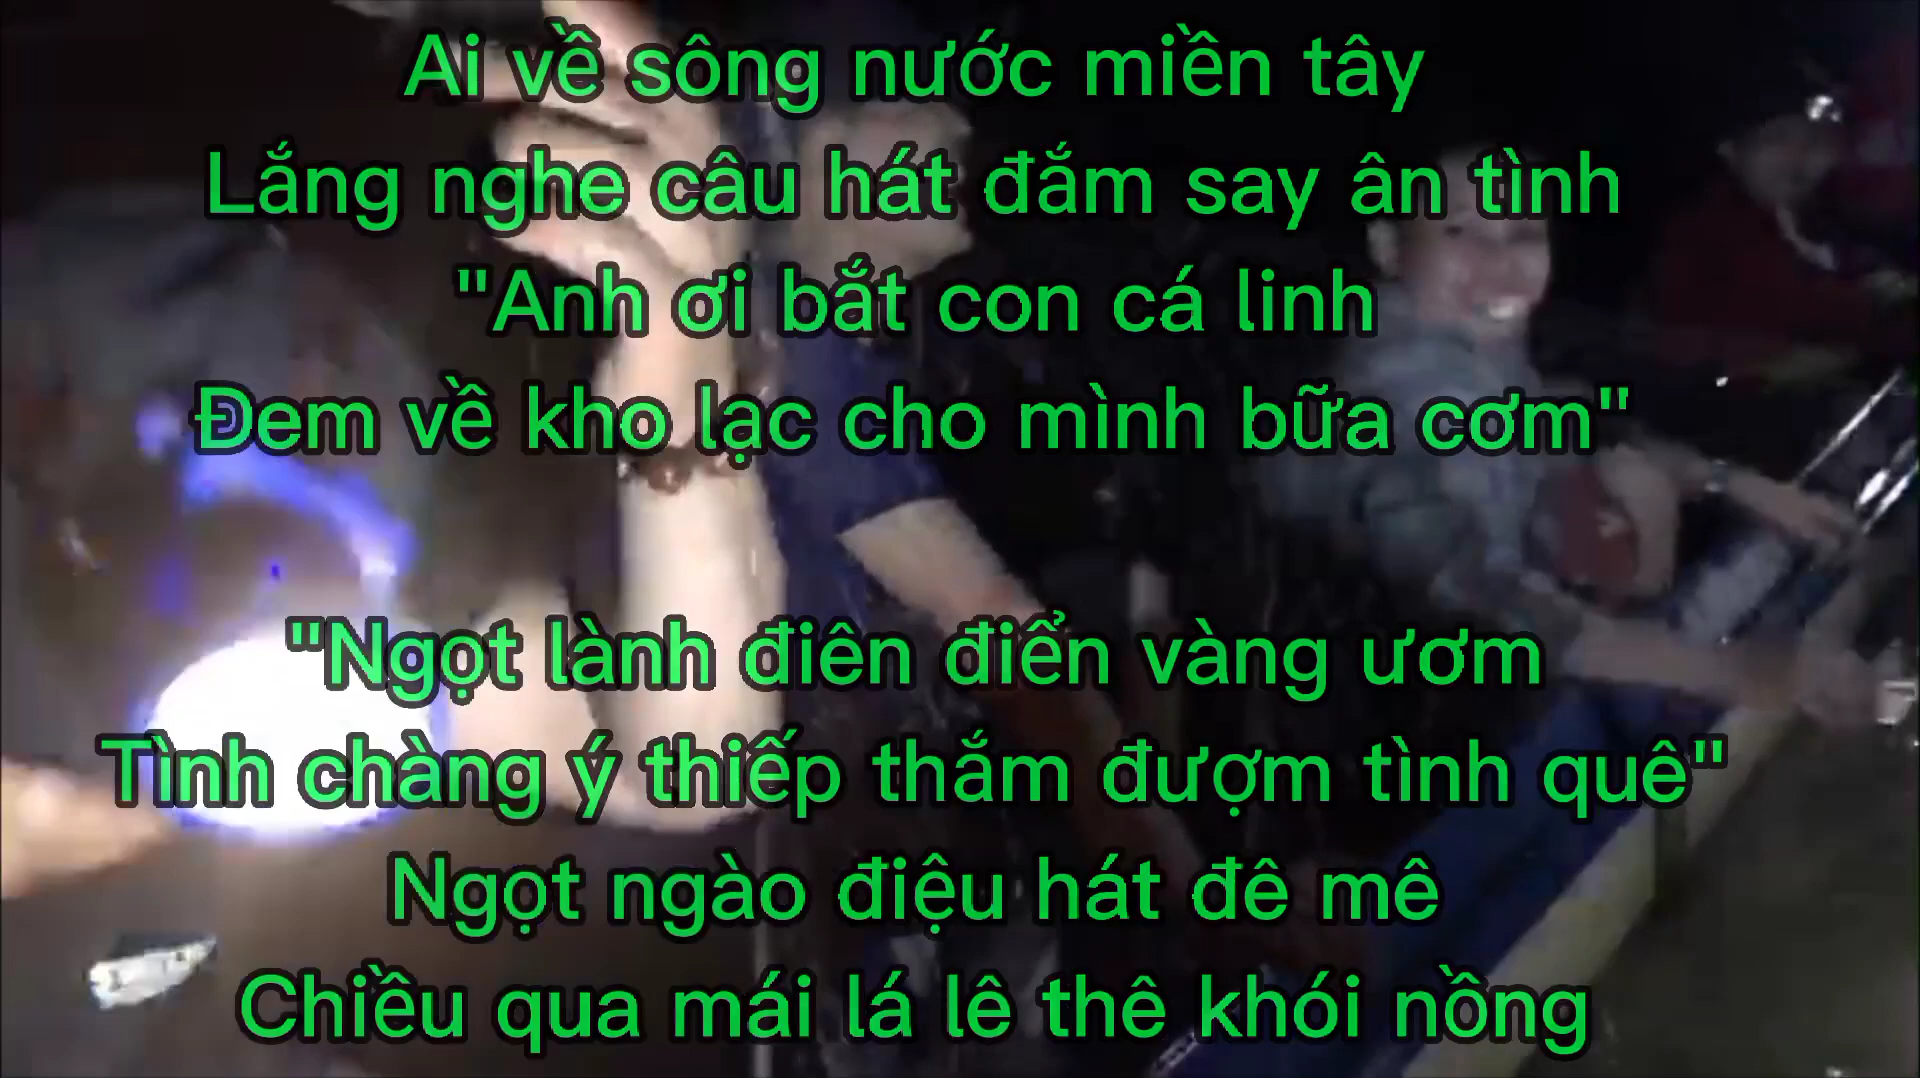 Ai về sông nước miền tây
Lắng nghe câu hát đắm say ân tình
"Anh ơi bắt con cá linh
Đem về kho lạc cho mình bữa cơm"
"Ngọt lành điên điển vàng ươm
Tình chàng ý thiếp thắm đượm tình quê"
Ngọt ngào điệu hát đê mê
Chiều qua mái lá lê thê khói nồng